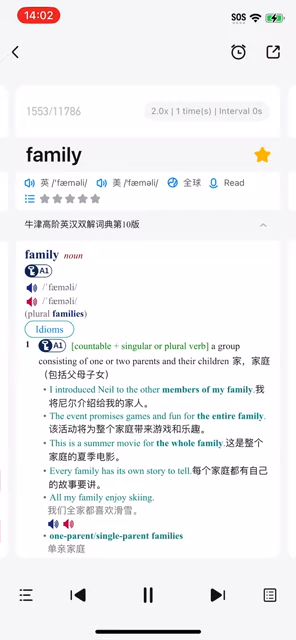 14:02
SOS
1553/11786
2.0x | 1 time(s) | Interval 0s
family
英 /ˈfæməli/ 美 /ˈfæməli/ 全球 Read
牛津高阶英汉双解词典第10版
family noun
A1
/ˈfæməli/
/ˈfæməli/
(plural families)
Idioms
1 A1 [countable + singular or plural verb] a group
consisting of one or two parents and their children 家，家庭
（包括父母子女）
• I introduced Neil to the other members of my family.我
将尼尔介绍给我的家人。
• The event promises games and fun for the entire family.
该活动将为整个家庭带来游戏和乐趣。
• This is a summer movie for the whole family.这是整个
家庭的夏季电影。
• Every family has its own story to tell.每个家庭都有自己
的故事要讲。
• All my family enjoy skiing.
我们全家都喜欢滑雪。
• one-parent/single-parent families
单亲家庭